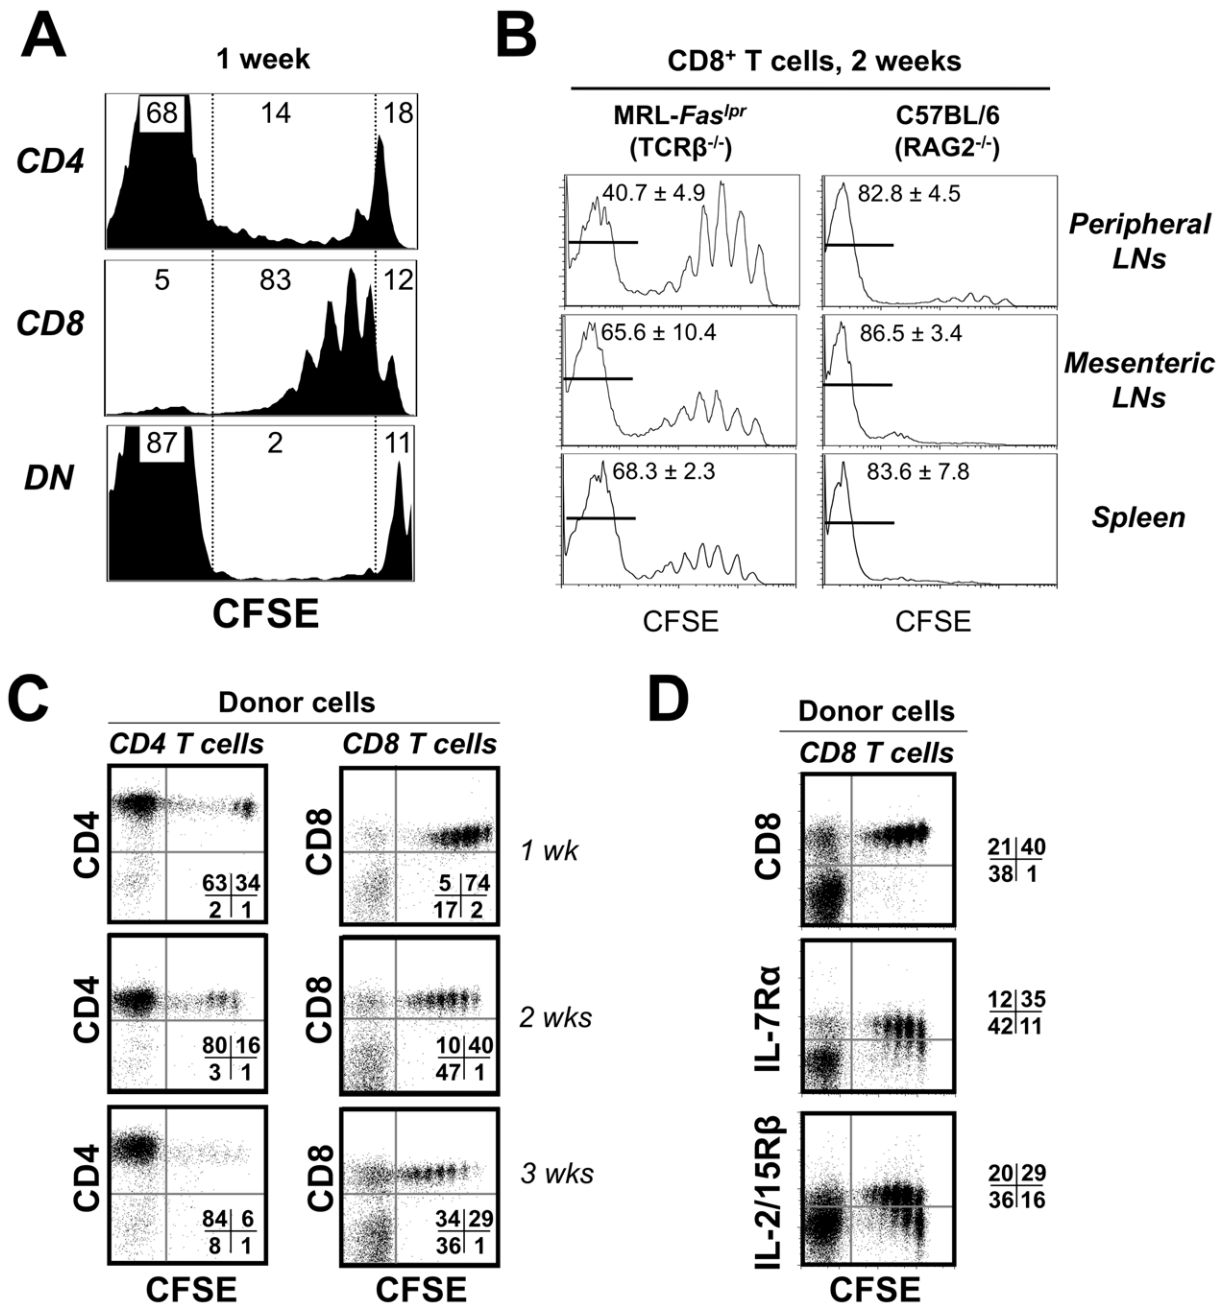 A
1 week
CD4
68 14 18
CD8
5 83 12
DN
87 2 11
CFSE
B
CD8+ T cells, 2 weeks
MRL-Faslpr
(TCRβ-/-)
C57BL/6
(RAG2-/-)
40.7 ± 4.9
82.8 ± 4.5
Peripheral
LNs
65.6 ± 10.4
86.5 ± 3.4
Mesenteric
LNs
68.3 ± 2.3
83.6 ± 7.8
Spleen
CFSE
CFSE
C
Donor cells
CD4 T cells
CD8 T cells
CD4
63 34
2 1
CD8
5 74
17 2
1 wk
CD4
80 16
3 1
CD8
10 40
47 1
2 wks
CD4
84 6
8 1
CD8
34 29
36 1
3 wks
CFSE
CFSE
D
Donor cells
CD8 T cells
CD8
21 40
38 1
IL-7Rα
12 35
42 11
IL-2/15Rβ
20 29
36 16
CFSE